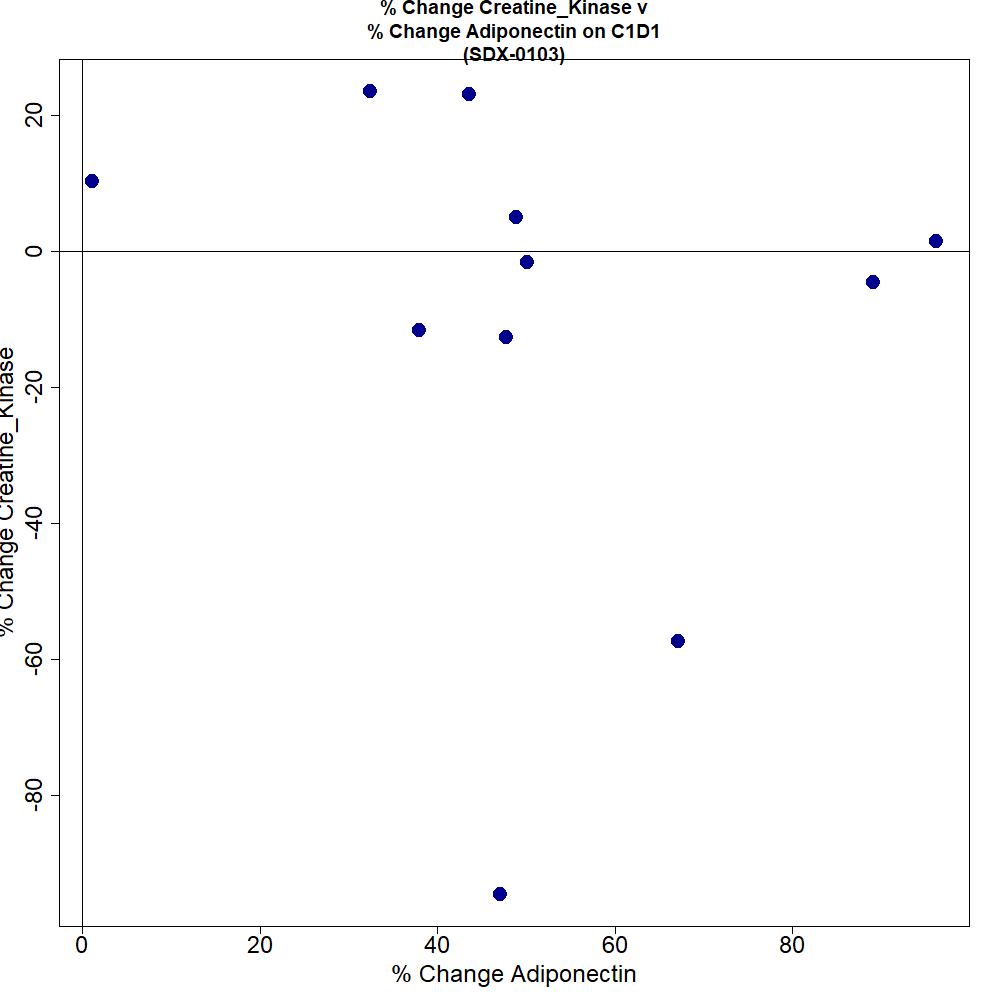 % Change Creatine_Kinase v
% Change Adiponectin on C1D1
(SDX-0103)
20
0
-20
-40
-60
-80
% Change Creatine_Kinase
0 20 40 60 80
% Change Adiponectin